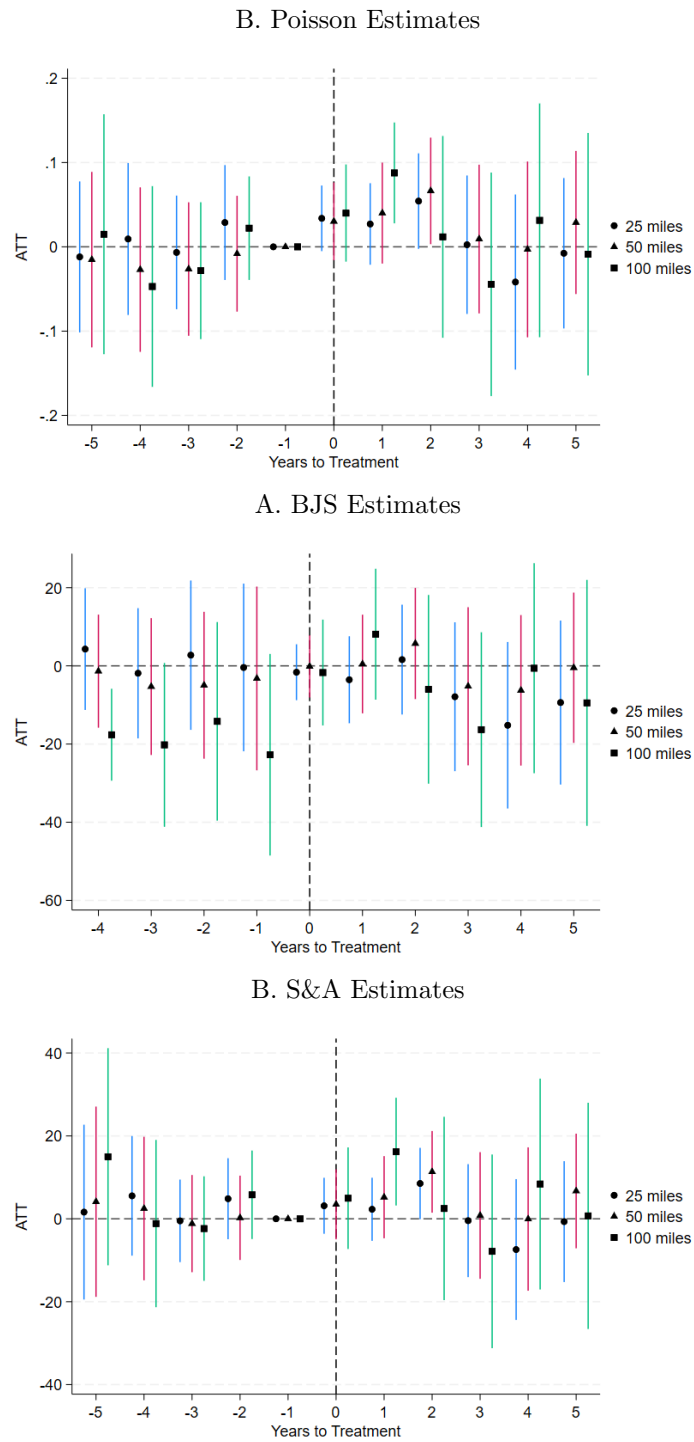 B. Poisson Estimates
.2
.1
0
-.1
-.2
ATT
-5 -4 -3 -2 -1 0 1 2 3 4 5
Years to Treatment
25 miles
50 miles
100 miles
A. BJS Estimates
20
0
-20
-40
-60
ATT
-4 -3 -2 -1 0 1 2 3 4 5
Years to Treatment
25 miles
50 miles
100 miles
B. S&A Estimates
40
20
0
-20
-40
ATT
-5 -4 -3 -2 -1 0 1 2 3 4 5
Years to Treatment
25 miles
50 miles
100 miles